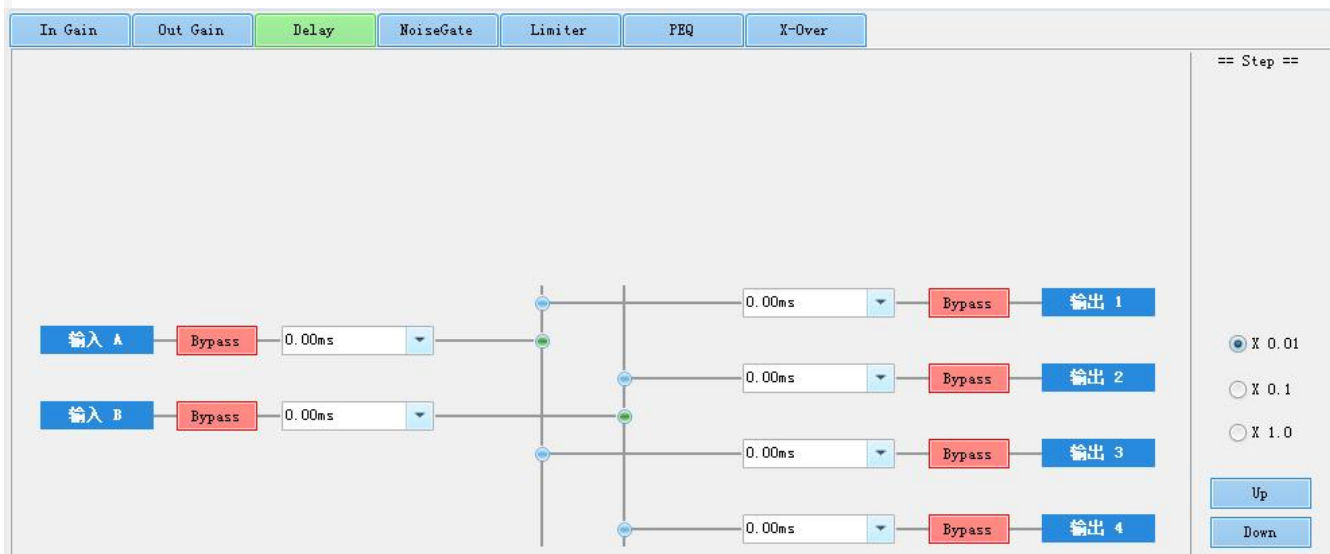 In Gain Out Gain Delay NoiseGate Limiter PEQ X-Over
== Step ==
0.00ms Bypass 输出 1
输入 A Bypass 0.00ms
X 0.01
0.00ms Bypass 输出 2
X 0.1
输入 B Bypass 0.00ms
X 1.0
0.00ms Bypass 输出 3
Up
0.00ms Bypass 输出 4
Down